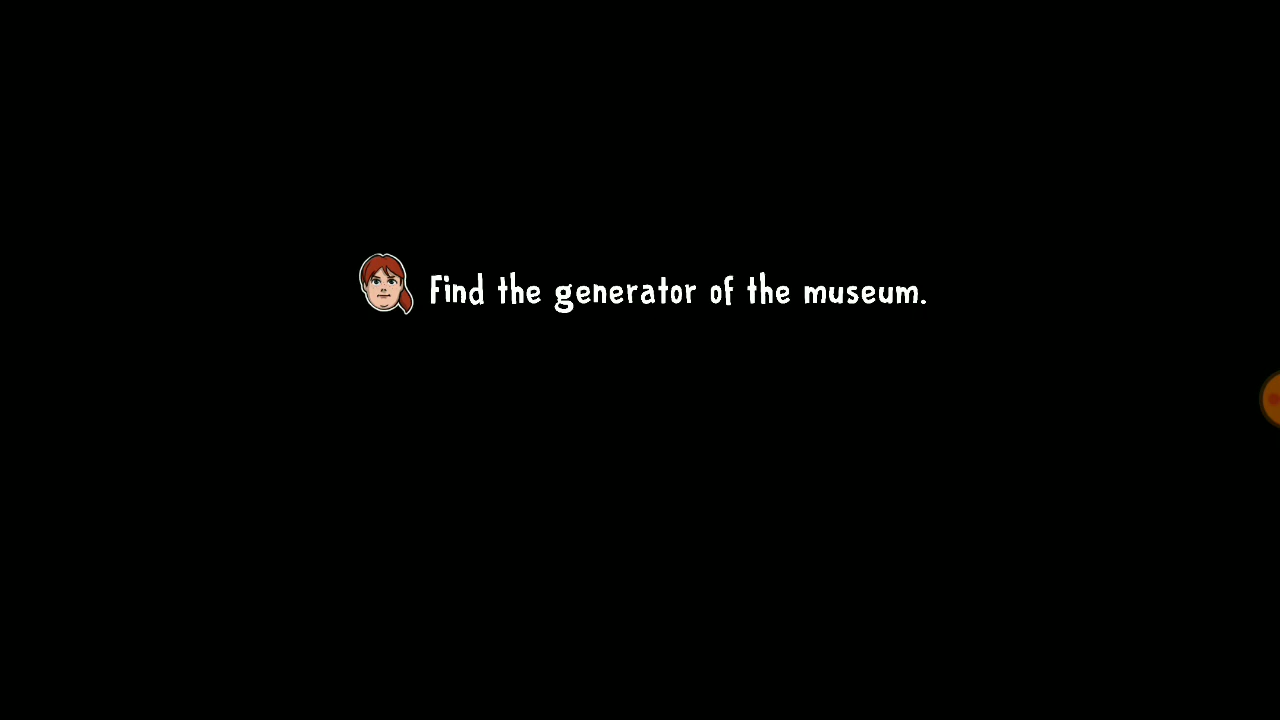 Find the generator of the museum.